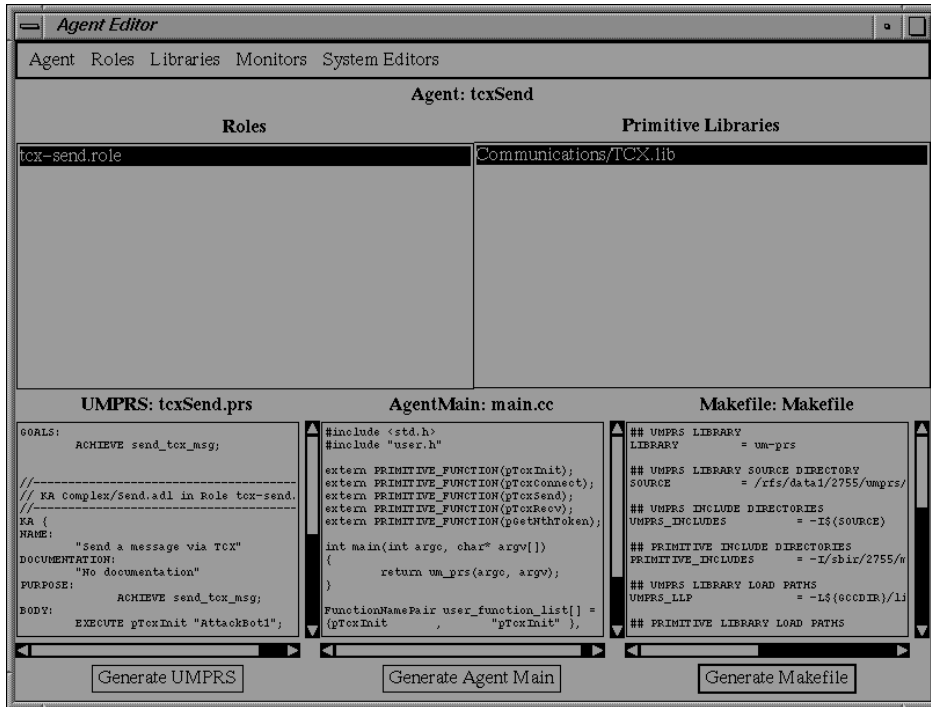 Agent Editor
Agent Roles Libraries Monitors System Editors
Agent: tcxSend
Roles
Primitive Libraries
tcx-send.role
Communications/TCX.lib
UMPRS: tcxSend.prs
GOALS:
ACHIEVE send_tcx_msg;
//--------------------------------------------
// KA Complex/Send.adl in Role tcx-send.
//--------------------------------------------
KA {
NAME:
"Send a message via TCX"
DOCUMENTATION:
"No documentation"
PURPOSE:
ACHIEVE send_tcx_msg;
BODY:
EXECUTE pTcxInit "AttackBot1";
Generate UMPRS
AgentMain: main.cc
#include <std.h>
#include "user.h"
extern PRIMITIVE_FUNCTION(pTcxInit);
extern PRIMITIVE_FUNCTION(pTcxConnect);
extern PRIMITIVE_FUNCTION(pTcxSend);
extern PRIMITIVE_FUNCTION(pTcxRecv);
extern PRIMITIVE_FUNCTION(pGetNthToken);
int main(int argc, char* argv[])
{
return um_prs(argc, argv);
}
FunctionNamePair user_function_list[] =
{pTcxInit , "pTcxInit" },
Generate Agent Main
Makefile: Makefile
## UMPRS LIBRARY
LIBRARY = um-prs
## UMPRS LIBRARY SOURCE DIRECTORY
SOURCE = /rfs/data1/2755/umprs/
## UMPRS INCLUDE DIRECTORIES
UMPRS_INCLUDES = -I$(SOURCE)
## PRIMITIVE INCLUDE DIRECTORIES
PRIMITIVE_INCLUDES = -I/sbir/2755/
## UMPRS LIBRARY LOAD PATHS
UMPRS_LLP = -L$(GCCDIR)/li
## PRIMITIVE LIBRARY LOAD PATHS
Generate Makefile